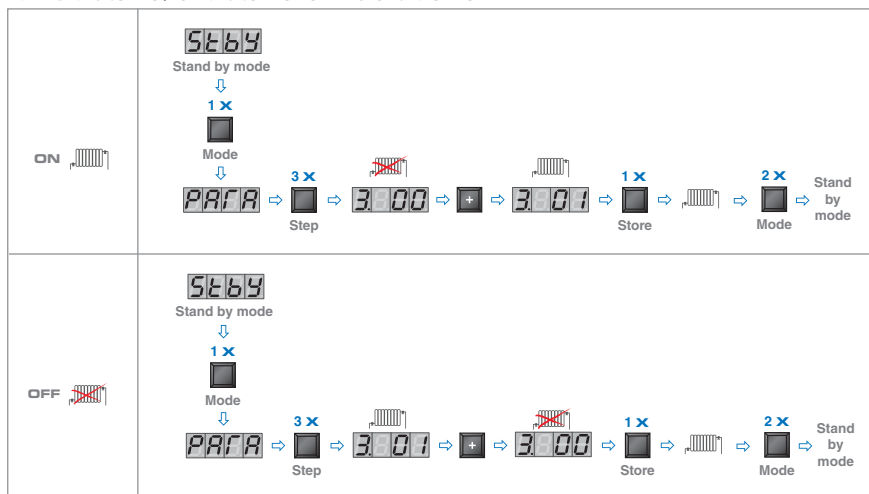 Stby
Stand by mode
1 x
Mode
ON
PArA
3 x
Step
3. 00
+
3. 01
1 x
Store
2 x
Mode
Stand
by
mode
Stby
Stand by mode
1 x
Mode
OFF
PArA
3 x
Step
3. 01
+
3. 00
1 x
Store
2 x
Mode
Stand
by
mode